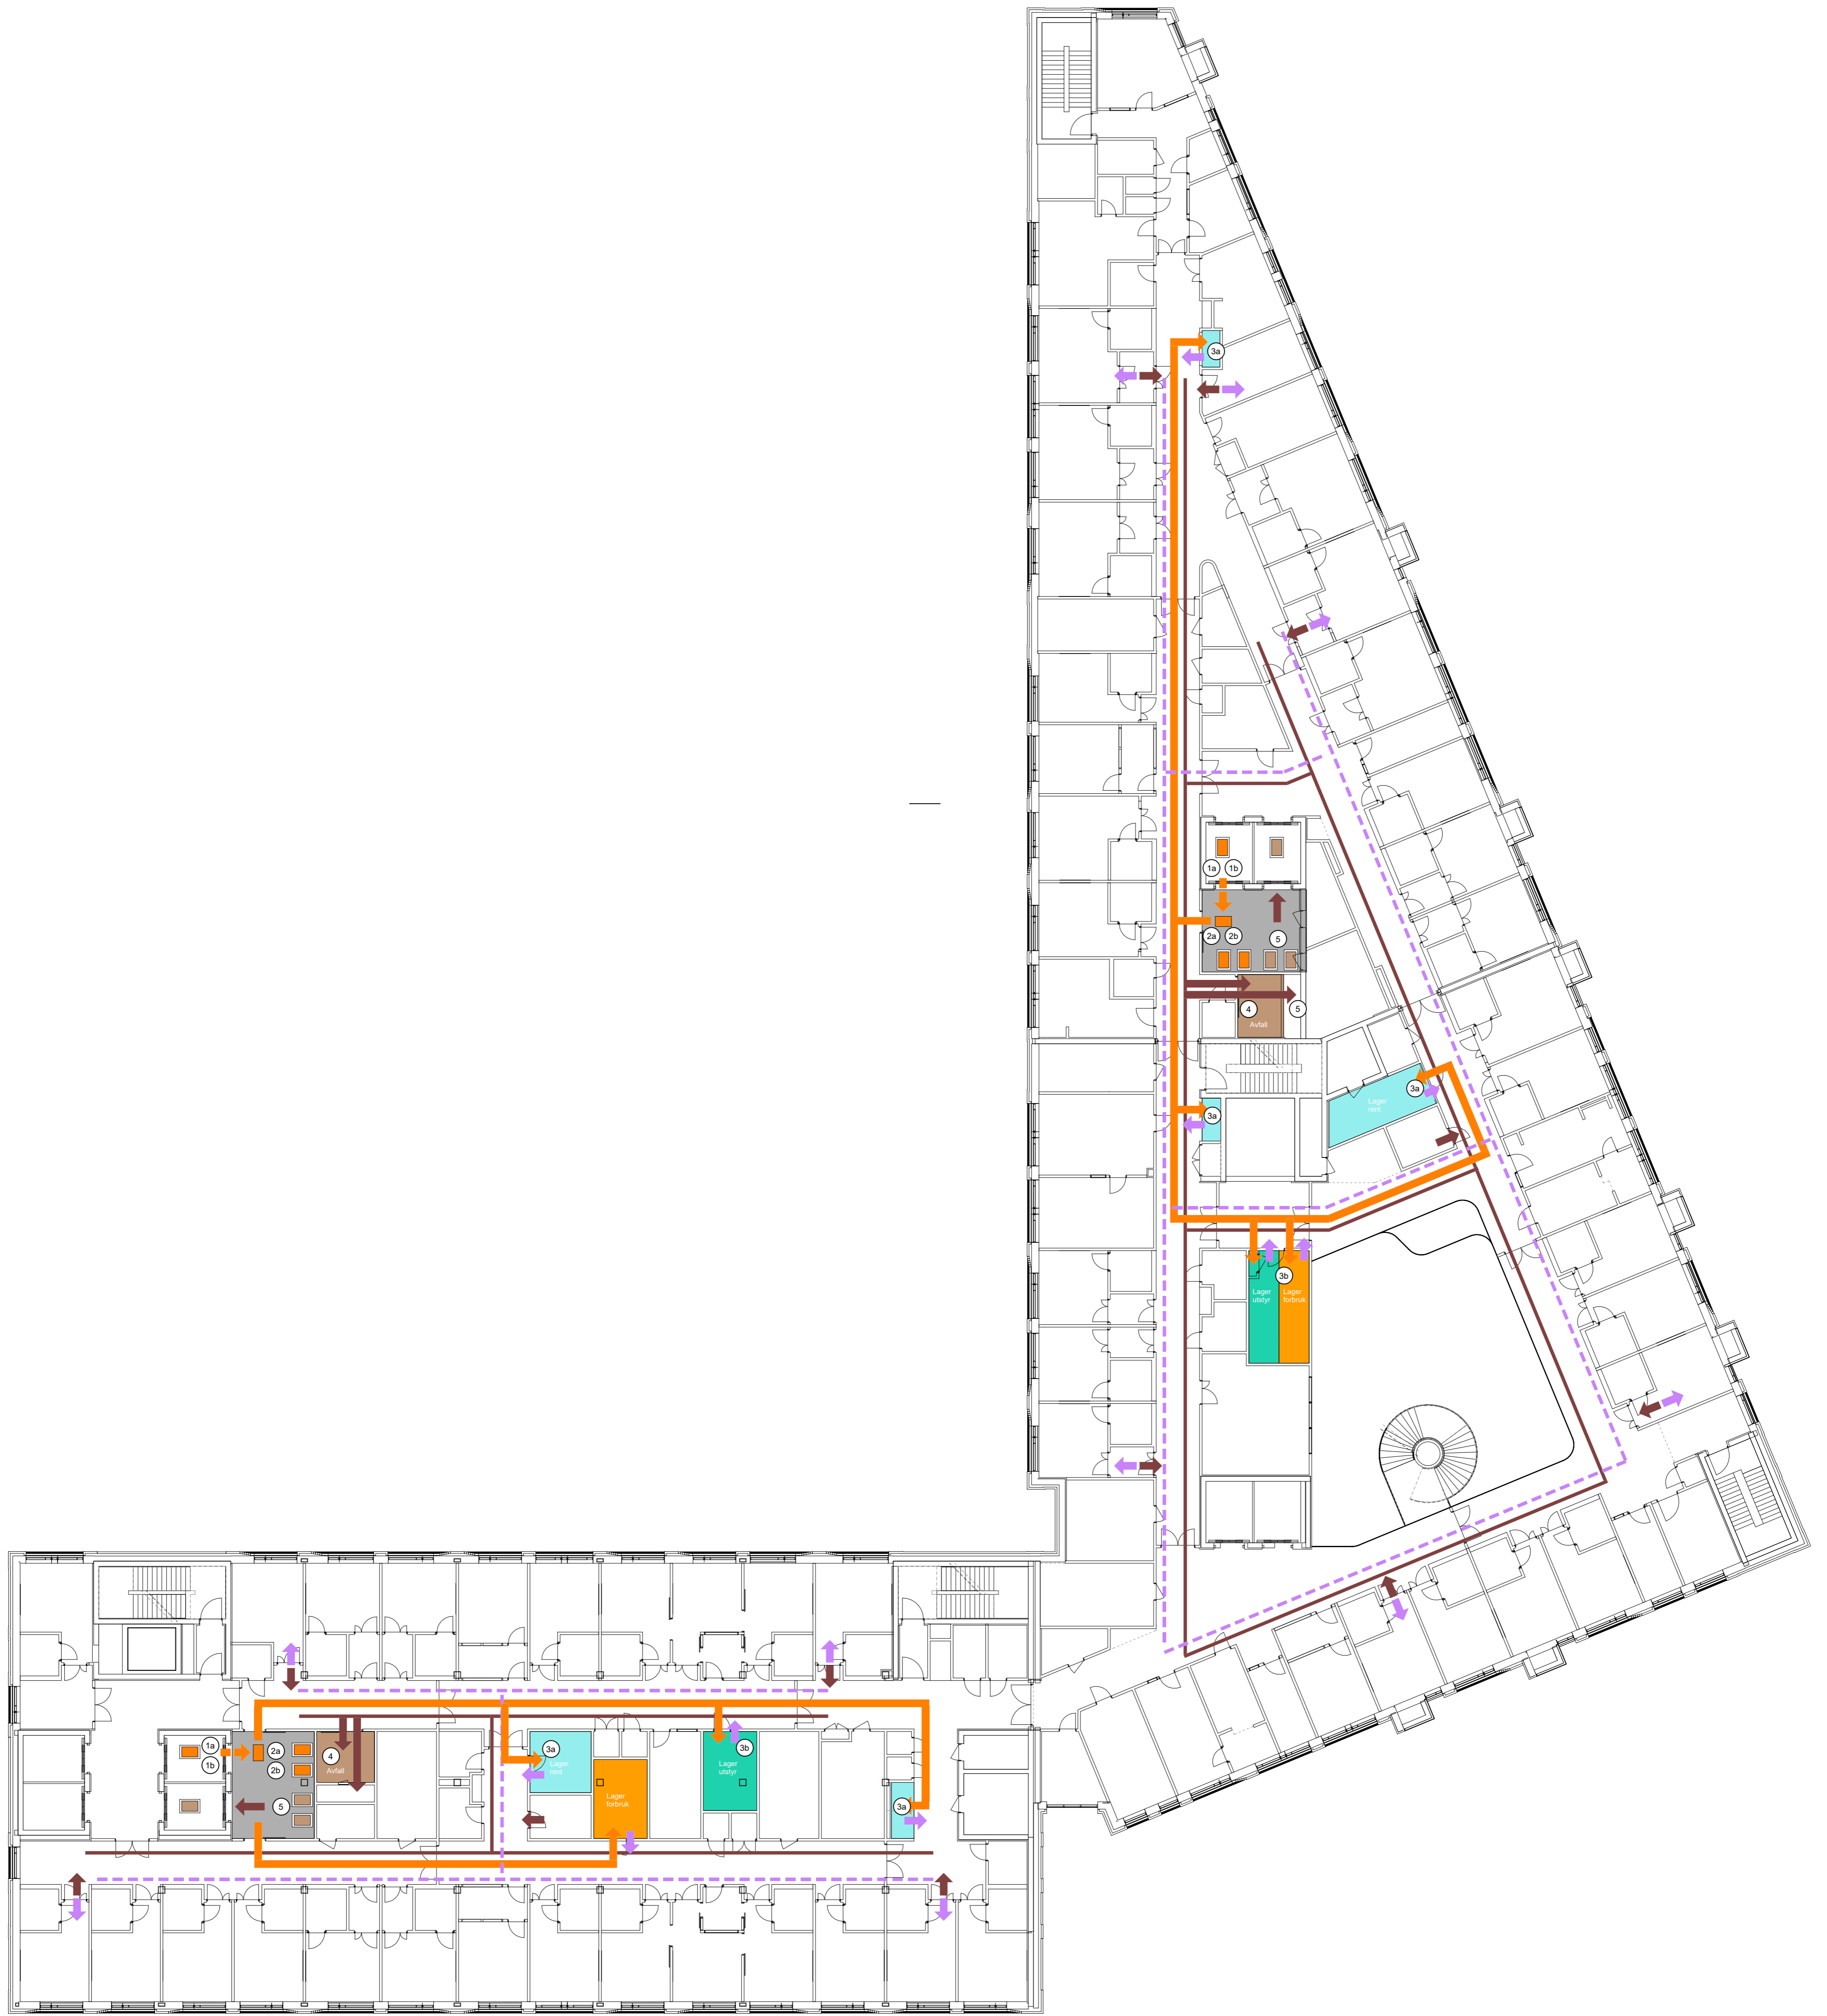 3a
1a 1b
2a 2b
5
4
5
Avfall
3a
Lager
rent
3a
3b
Lager
utstyr
Lager
forbruk
1a
1b
2a
2b
4
Avfall
5
3a
Lager
rent
Lager
forbruk
3b
Lager
utstyr
3a